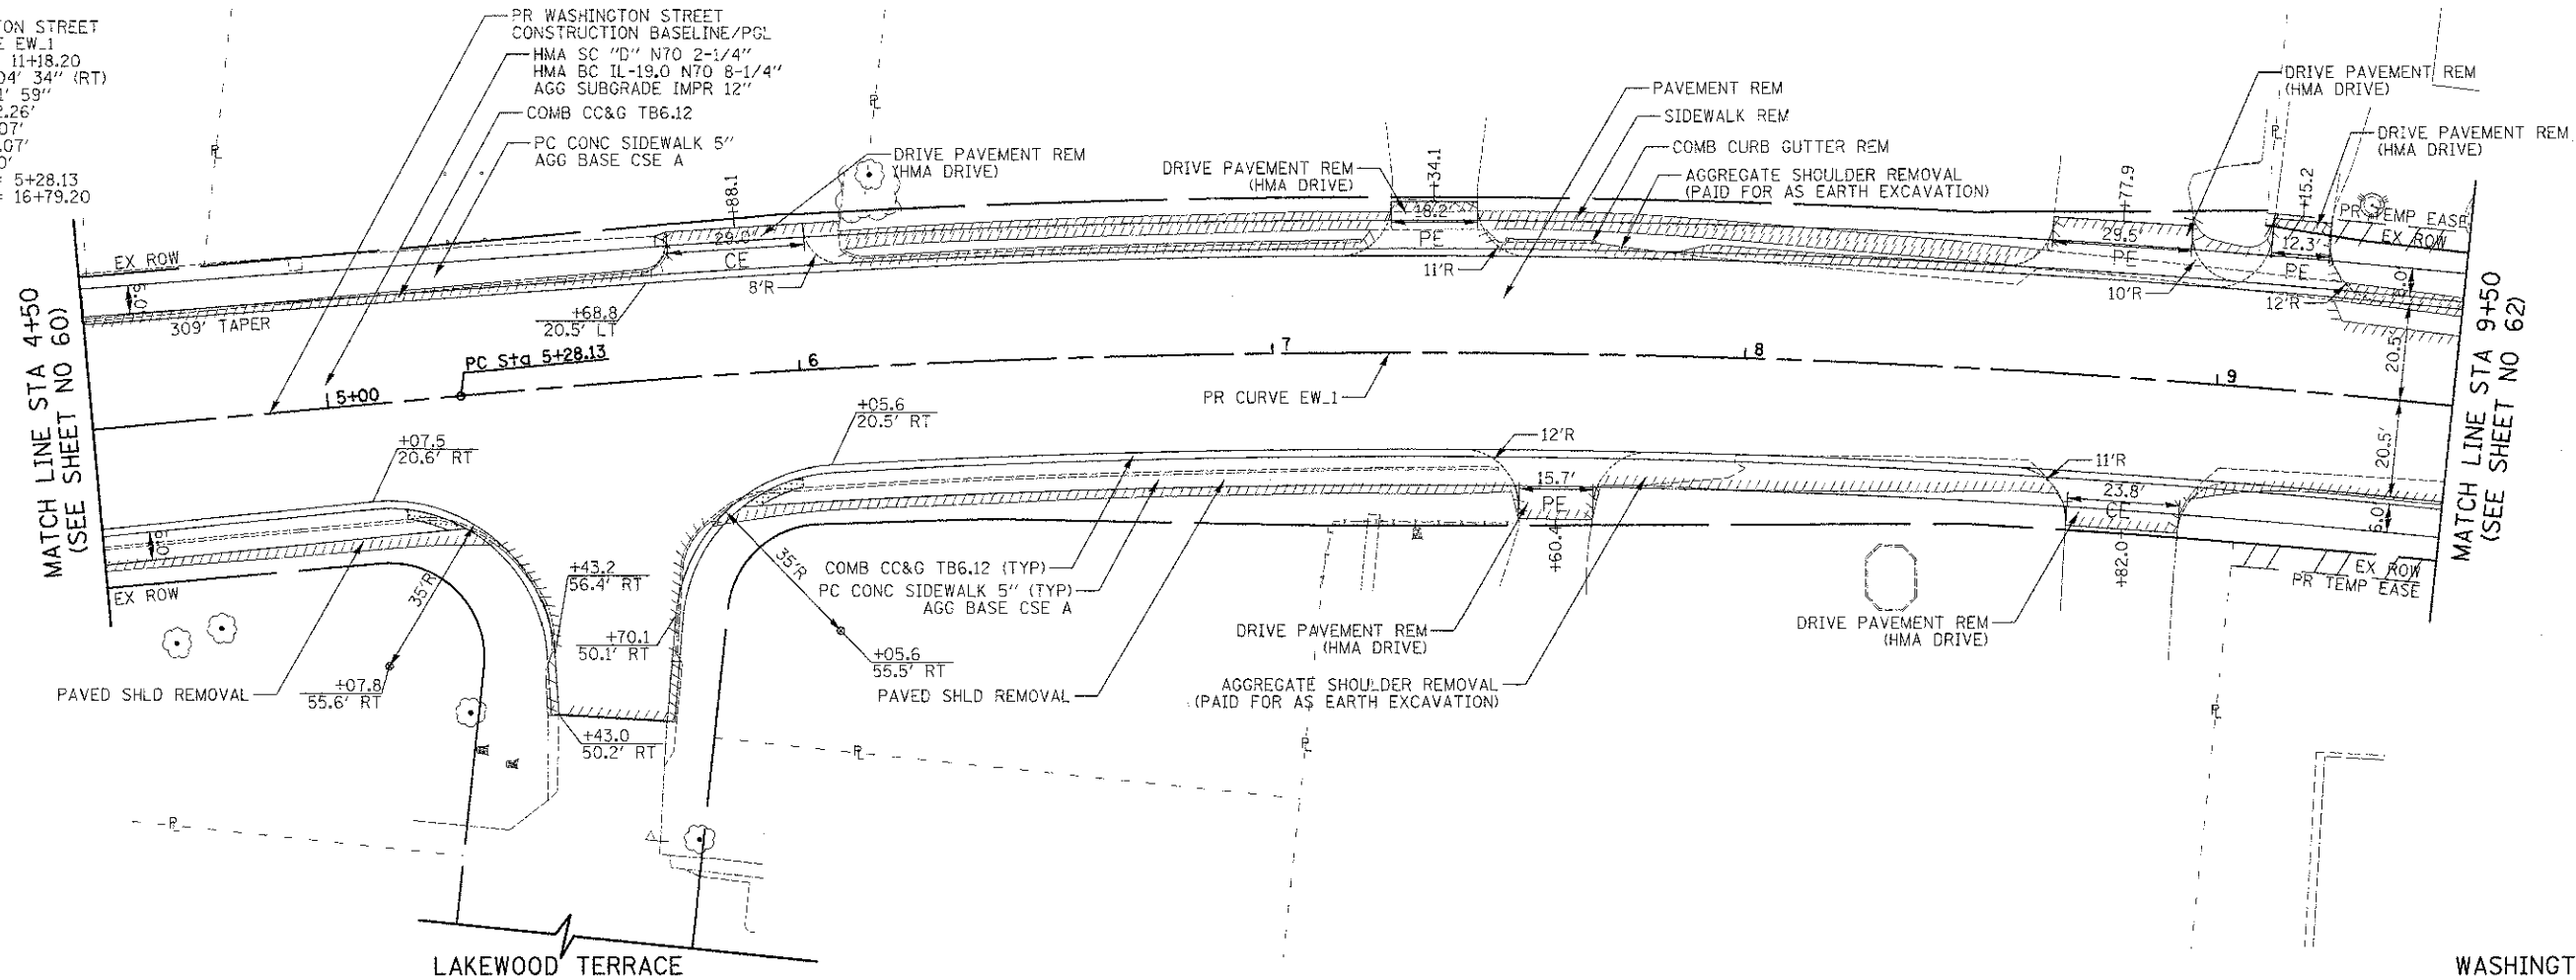 ON STREET
E EW_1
11+18.20
04' 34" (RT)
1' 59"
2.26'
07'
.07'
0'
= 5+28.13
= 16+79.20
PR WASHINGTON STREET
CONSTRUCTION BASELINE/PGL
HMA SC "D" N70 2-1/4"
HMA BC IL-19.0 N70 8-1/4"
AGG SUBGRADE IMPR 12"
COMB CC&G TB6.12
PC CONC SIDEWALK 5"
AGG BASE CSE A
DRIVE PAVEMENT REM
(HMA DRIVE)
DRIVE PAVEMENT REM
(HMA DRIVE)
PAVEMENT REM
SIDEWALK REM
COMB CURB GUTTER REM
AGGREGATE SHOULDER REMOVAL
(PAID FOR AS EARTH EXCAVATION)
DRIVE PAVEMENT REM
(HMA DRIVE)
DRIVE PAVEMENT REM
(HMA DRIVE)
+88.1
+34.1
+77.9
+15.2
29.0'
CE
18.2'
PE
29.5'
PE
12.3'
PE
PR TEMP EASE
EX ROW
EX ROW
6.0'
309' TAPER
+68.8
20.5' LT
8'R
11'R
10'R
12'R
20.5'
MATCH LINE STA 4+50
(SEE SHEET NO 60)
MATCH LINE STA 9+50
(SEE SHEET NO 62)
PC Sta 5+28.13
5+00
6
7
8
9
PR CURVE EW_1
+07.5
20.6' RT
+05.6
20.5' RT
12'R
11'R
20.5'
6.0'
15.7'
PE
23.8'
CE
6.0'
EX ROW
35'R
+43.2
56.4' RT
35'R
COMB CC&G TB6.12 (TYP)
PC CONC SIDEWALK 5" (TYP)
AGG BASE CSE A
+60.4
+82.0
EX ROW
PR TEMP EASE
+70.1
50.1' RT
+05.6
55.5' RT
DRIVE PAVEMENT REM
(HMA DRIVE)
DRIVE PAVEMENT REM
(HMA DRIVE)
PAVED SHLD REMOVAL
+07.8
55.6' RT
PAVED SHLD REMOVAL
AGGREGATE SHOULDER REMOVAL
(PAID FOR AS EARTH EXCAVATION)
+43.0
50.2' RT
LAKEWOOD TERRACE
WASHINGT